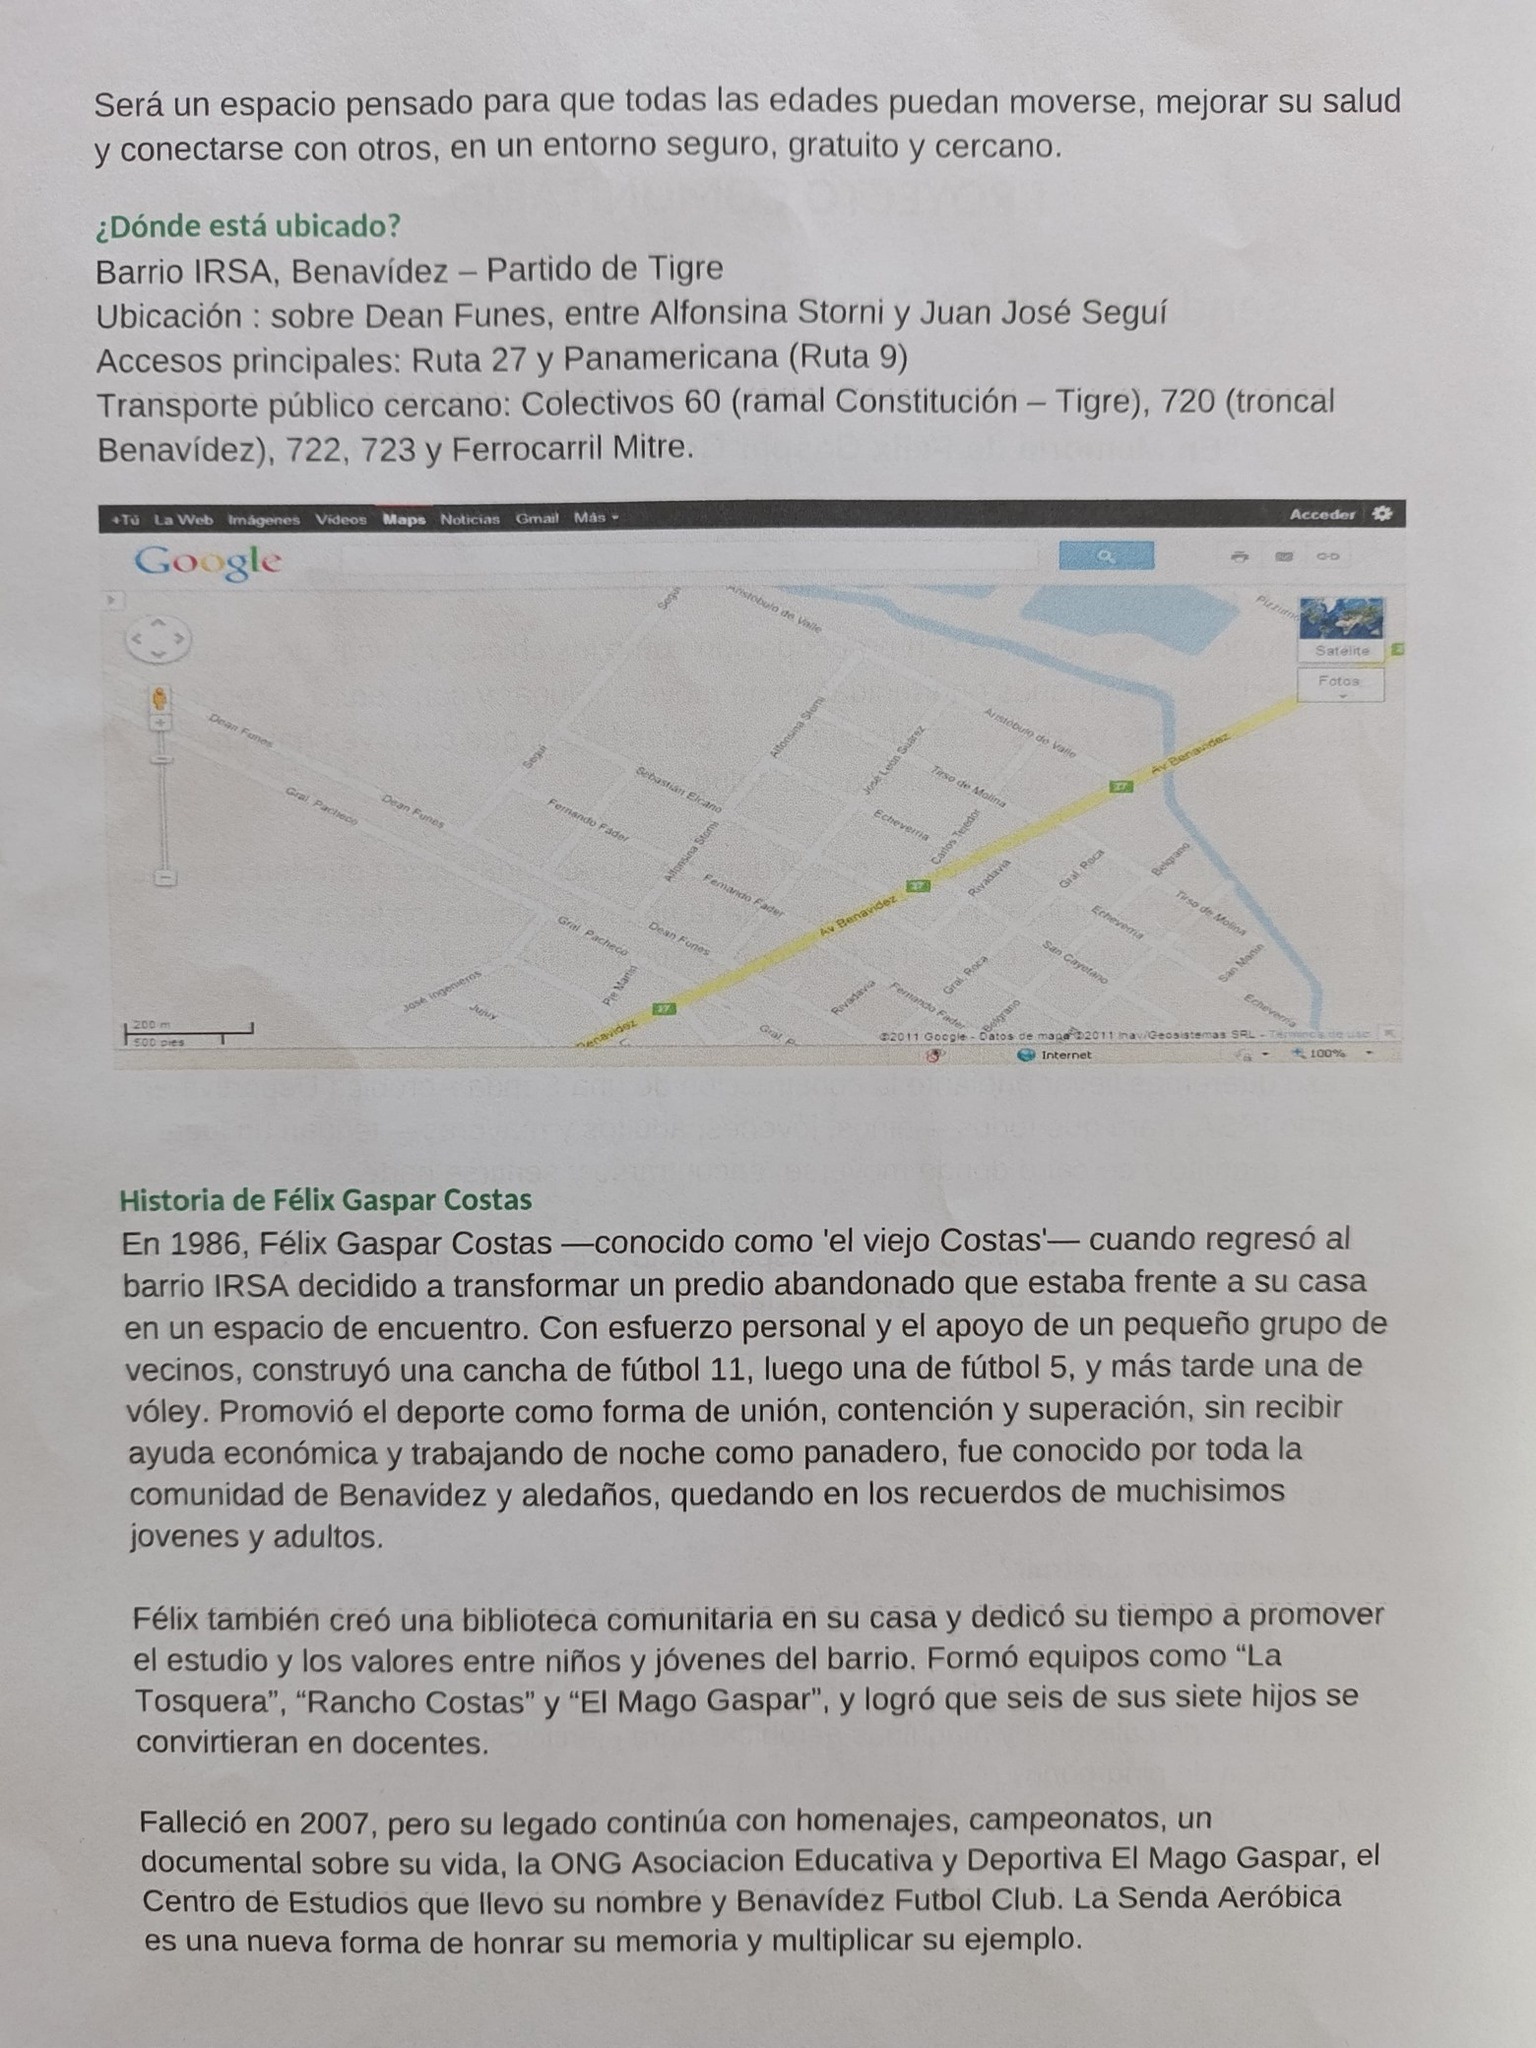 Será un espacio pensado para que todas las edades puedan moverse, mejorar su salud
y conectarse con otros, en un entorno seguro, gratuito y cercano.
¿Dónde está ubicado?
Barrio IRSA, Benavídez – Partido de Tigre
Ubicación : sobre Dean Funes, entre Alfonsina Storni y Juan José Seguí
Accesos principales: Ruta 27 y Panamericana (Ruta 9)
Transporte público cercano: Colectivos 60 (ramal Constitución – Tigre), 720 (troncal
Benavídez), 722, 723 y Ferrocarril Mitre.
+Tú La Web Imágenes Vídeos Maps Noticias Gmail Más
Acceder
Google
Seguí
Aristóbulo de Valle
Pizzurno
Satélite
Fotos
Dean Funes
Seguí
Alfonsina Storni
Aristóbulo de Valle
Av Benavidez
27
José León Suárez
Tirso de Molina
Sebastián Elcano
Gral. Pacheco
Dean Funes
Fernando Fader
Echeverría
Carlos Tejedor
Alfonsina Storni
Rivadavia
Gral. Roca
Belgrano
27
Fernando Fader
Av Benavidez
Tirso de Molina
Echeverría
Gral. Pacheco
Dean Funes
San Cayetano
San Martín
José Ingenieros
Jujuy
27
Rivadavia
Fernando Fader
Gral. Roca
Belgrano
Echeverría
Benavidez
Gral. P
200 m
500 pies
©2011 Google - Datos de mapa ©2011 Inav/Geosistemas SRL - Términos de uso
Internet
100%
Historia de Félix Gaspar Costas
En 1986, Félix Gaspar Costas —conocido como 'el viejo Costas'— cuando regresó al
barrio IRSA decidido a transformar un predio abandonado que estaba frente a su casa
en un espacio de encuentro. Con esfuerzo personal y el apoyo de un pequeño grupo de
vecinos, construyó una cancha de fútbol 11, luego una de fútbol 5, y más tarde una de
vóley. Promovió el deporte como forma de unión, contención y superación, sin recibir
ayuda económica y trabajando de noche como panadero, fue conocido por toda la
comunidad de Benavidez y aledaños, quedando en los recuerdos de muchisimos
jovenes y adultos.
Félix también creó una biblioteca comunitaria en su casa y dedicó su tiempo a promover
el estudio y los valores entre niños y jóvenes del barrio. Formó equipos como “La
Tosquera”, “Rancho Costas” y “El Mago Gaspar”, y logró que seis de sus siete hijos se
convirtieran en docentes.
Falleció en 2007, pero su legado continúa con homenajes, campeonatos, un
documental sobre su vida, la ONG Asociacion Educativa y Deportiva El Mago Gaspar, el
Centro de Estudios que llevo su nombre y Benavídez Futbol Club. La Senda Aeróbica
es una nueva forma de honrar su memoria y multiplicar su ejemplo.